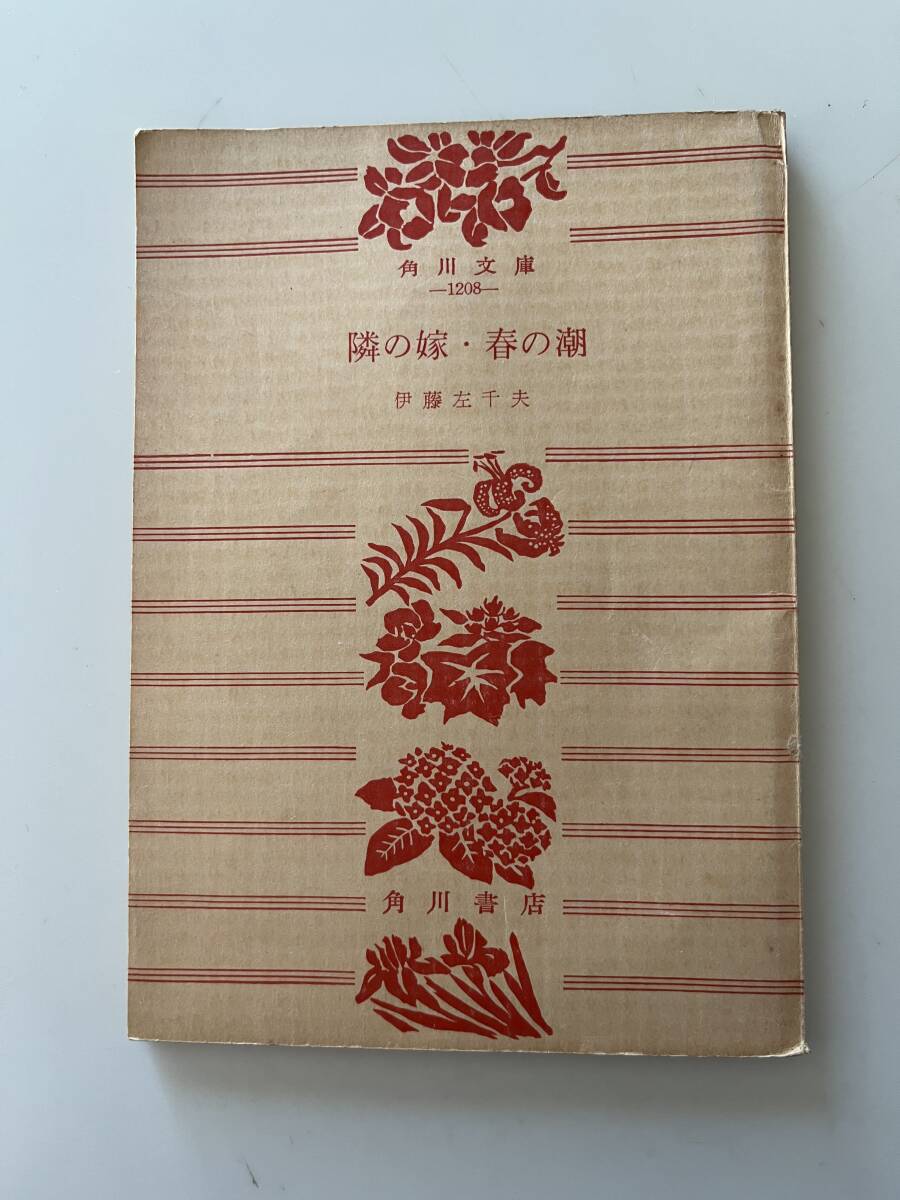 角川文庫
—1208—
隣の嫁・春の潮
伊藤左千夫
角川書店